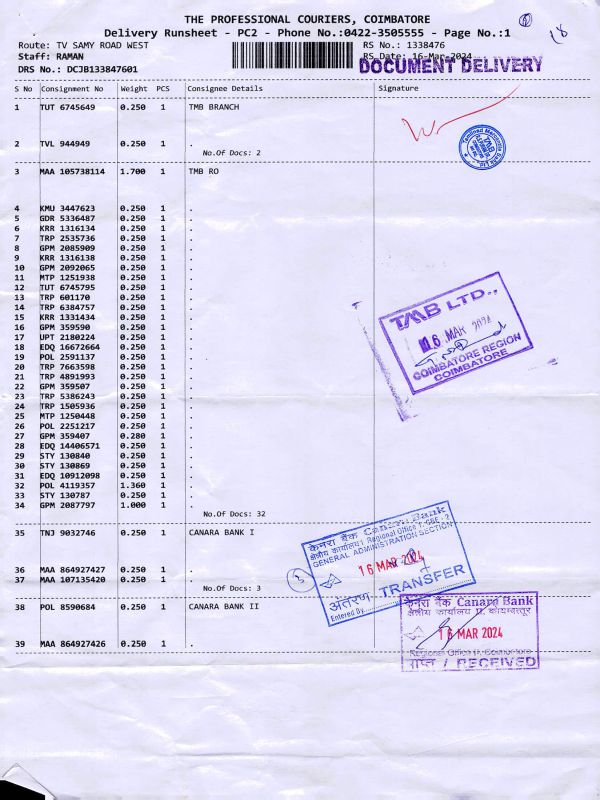 THE PROFESSIONAL COURIERS, COIMBATORE
Delivery Runsheet - PC2 - Phone No.:0422-3505555 - Page No.:1
Route: TV SAMY ROAD WEST
RS No.: 1338476
Staff: RAMAN
RS Date: 16-Mar-2024
DRS No.: DCJB133847601
DOCUMENT DELIVERY
18
S No Consignment No Weight PCS Consignee Details Signature
1 TUT 6745649 0.250 1 TMB BRANCH
2 TVL 944949 0.250 1 .
No.Of Docs: 2
3 MAA 105738114 1.700 1 TMB RO
4 KMU 3447623 0.250 1 .
5 GDR 5336487 0.250 1 .
6 KRR 1316134 0.250 1 .
7 TRP 2535736 0.250 1 .
8 GPM 2085909 0.250 1 .
9 KRR 1316138 0.250 1 .
10 GPM 2092065 0.250 1 .
11 MTP 1251938 0.250 1 .
12 TUT 6745795 0.250 1 .
13 TRP 601170 0.250 1 .
14 TRP 6384757 0.250 1 .
15 KRR 1331434 0.250 1 .
16 GPM 359590 0.250 1 .
17 UPT 2180224 0.250 1 .
18 EDQ 16672664 0.250 1 .
19 POL 2591137 0.250 1 .
20 TRP 7663598 0.250 1 .
21 TRP 4891993 0.250 1 .
22 GPM 359507 0.250 1 .
23 TRP 5386243 0.250 1 .
24 TRP 1505936 0.250 1 .
25 MTP 1250448 0.250 1 .
26 POL 2251217 0.250 1 .
27 GPM 359407 0.280 1 .
28 EDQ 14406571 0.250 1 .
29 STY 130840 0.250 1 .
30 STY 130869 0.250 1 .
31 EDQ 10912098 0.250 1 .
32 POL 4119357 1.360 1 .
33 STY 130787 0.250 1 .
34 GPM 2087797 1.000 1 .
No.Of Docs: 32
TMB LTD.,
16 MAR 2024
COIMBATORE REGION
COIMBATORE
35 TNJ 9032746 0.250 1 CANARA BANK I
36 MAA 864927427 0.250 1 .
37 MAA 107135420 0.250 1 .
No.Of Docs: 3
केनरा बैंक Canara Bank
क्षेत्रीय कार्यालय I Regional Office 1, CBE - 2
GENERAL ADMINISTRATION SECTION
16 MAR 2024
अंतरण TRANSFER
Entered By
38 POL 8590684 0.250 1 CANARA BANK II
39 MAA 864927426 0.250 1 .
केनरा बैंक Canara Bank
16 MAR 2024
Regional Office
प्राप्त / RECEIVED